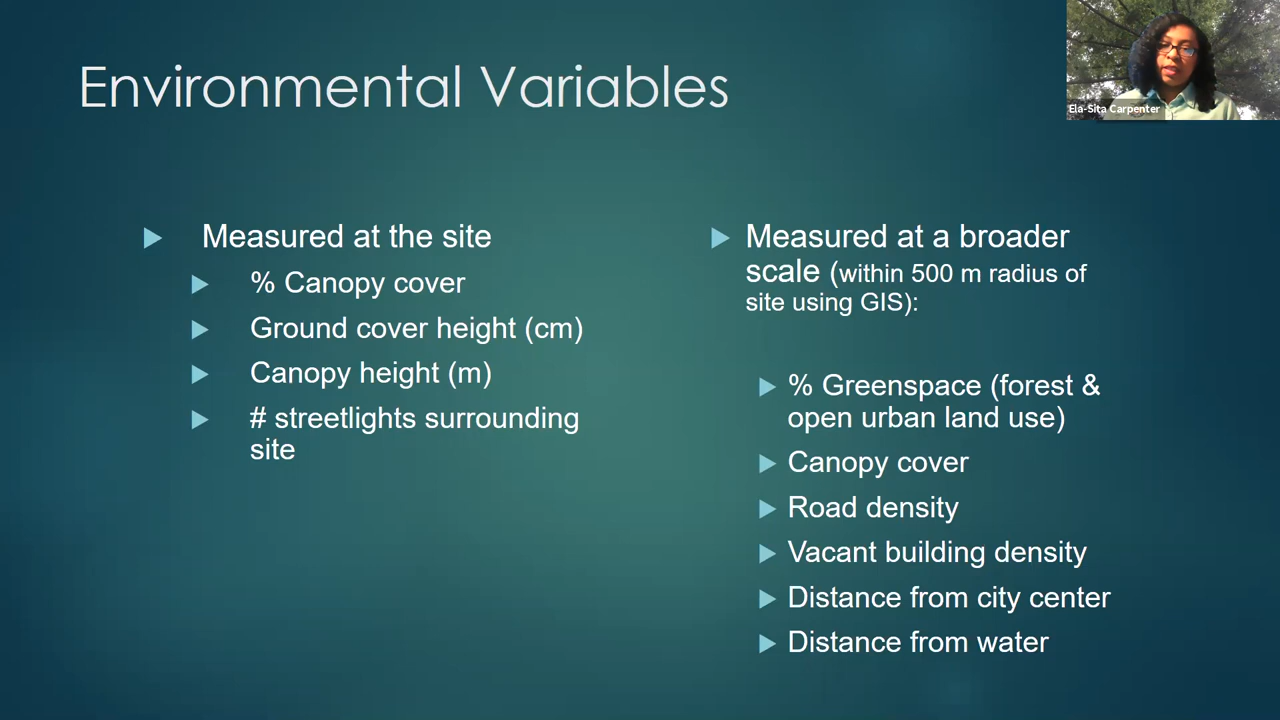 Environmental Variables
Ela-Sita Carpenter
Measured at the site
% Canopy cover
Ground cover height (cm)
Canopy height (m)
# streetlights surrounding
site
Measured at a broader
scale (within 500 m radius of
site using GIS):
% Greenspace (forest &
open urban land use)
Canopy cover
Road density
Vacant building density
Distance from city center
Distance from water